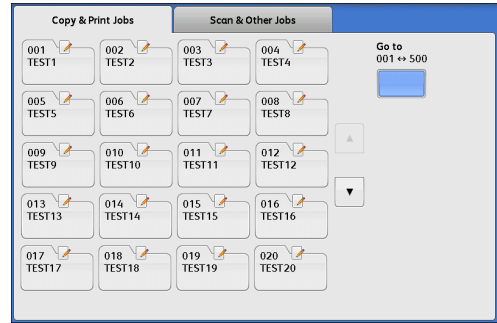 Copy & Print Jobs
Scan & Other Jobs
001
TEST1
002
TEST2
003
TEST3
004
TEST4
Go to
001 ↔ 500
005
TEST5
006
TEST6
007
TEST7
008
TEST8
009
TEST9
010
TEST10
011
TEST11
012
TEST12
013
TEST13
014
TEST14
015
TEST15
016
TEST16
017
TEST17
018
TEST18
019
TEST19
020
TEST20